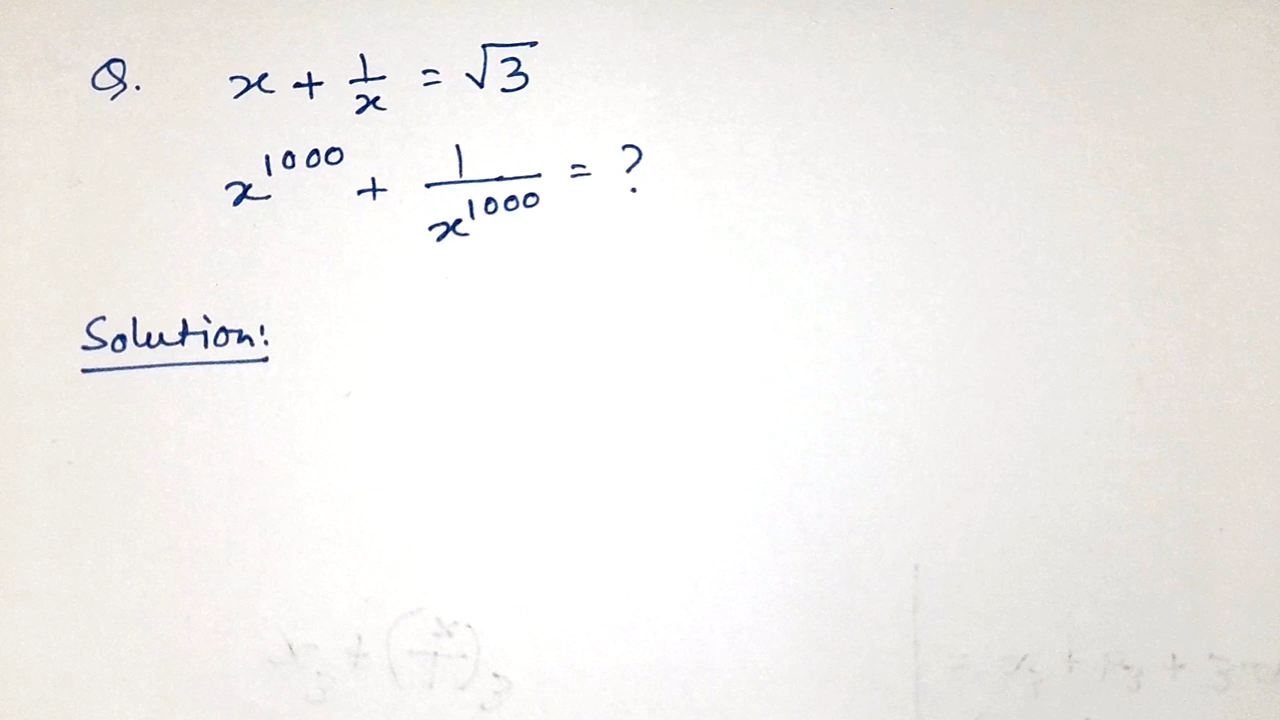 Q. x + 1/x = √3
x^1000 + 1/x^1000 = ?
Solution: